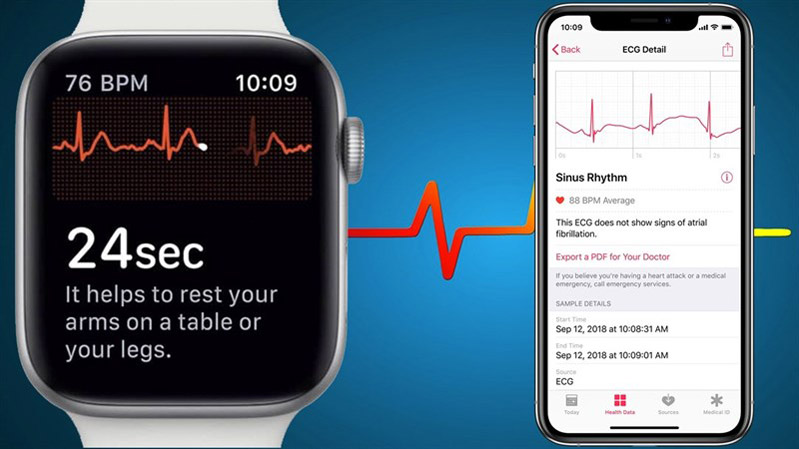 76 BPM 10:09
24sec
It helps to rest your
arms on a table or
your legs.
10:09
Back ECG Detail
0s 1s 2s
Sinus Rhythm
88 BPM Average
This ECG does not show signs of atrial
fibrillation.
Export a PDF for Your Doctor
If you believe you're having a heart attack or a medical
emergency, call emergency services.
SAMPLE DETAILS
Start Time
Sep 12, 2018 at 10:08:31 AM
End Time
Sep 12, 2018 at 10:09:01 AM
Source
ECG
Today Health Data Sources Medical ID